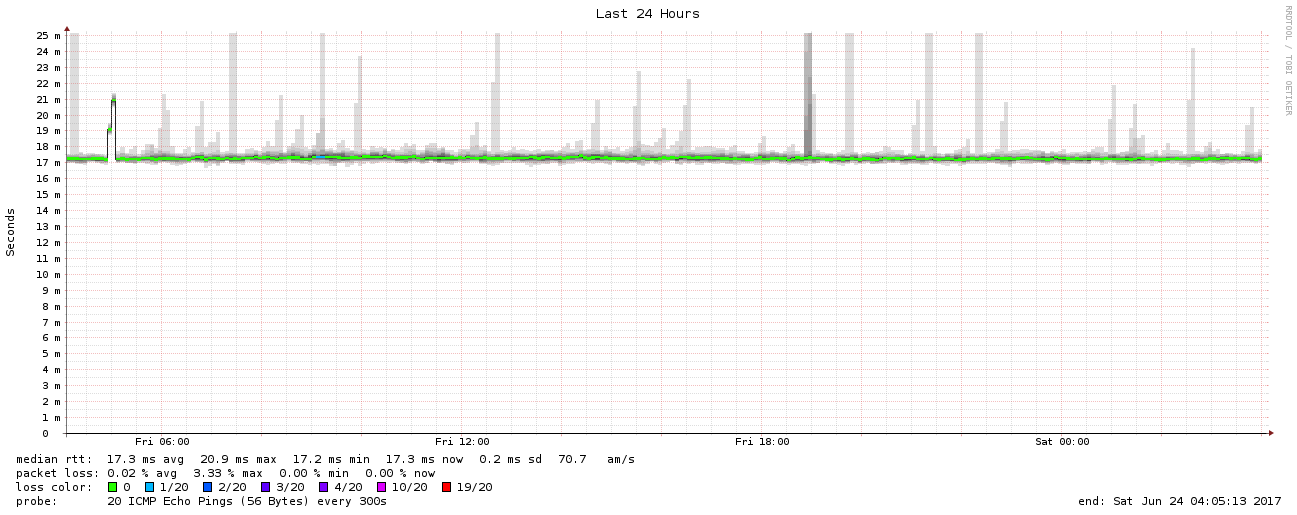 Last 24 Hours
RRDTOOL / TOBI OETIKER
Seconds
25 m
24 m
23 m
22 m
21 m
20 m
19 m
18 m
17 m
16 m
15 m
14 m
13 m
12 m
11 m
10 m
9 m
8 m
7 m
6 m
5 m
4 m
3 m
2 m
1 m
0
Fri 06:00 Fri 12:00 Fri 18:00 Sat 00:00
median rtt: 17.3 ms avg 20.9 ms max 17.2 ms min 17.3 ms now 0.2 ms sd 70.7 am/s
packet loss: 0.02 % avg 3.33 % max 0.00 % min 0.00 % now
loss color: 0 1/20 2/20 3/20 4/20 10/20 19/20
probe: 20 ICMP Echo Pings (56 Bytes) every 300s end: Sat Jun 24 04:05:13 2017